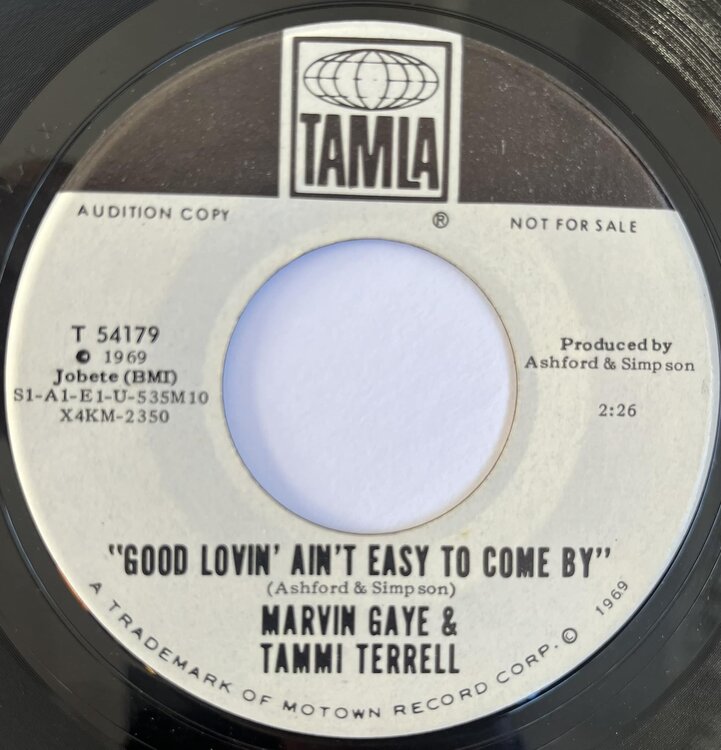 TAMLA
®
AUDITION COPY
NOT FOR SALE
T 54179
© 1969
Jobete (BMI)
S1-A1-E1-U-535M10
X4KM-2350
Produced by
Ashford & Simpson
2:26
"GOOD LOVIN' AIN'T EASY TO COME BY"
(Ashford & Simpson)
MARVIN GAYE &
TAMMI TERRELL
A TRADEMARK OF MOTOWN RECORD CORP. © 1969